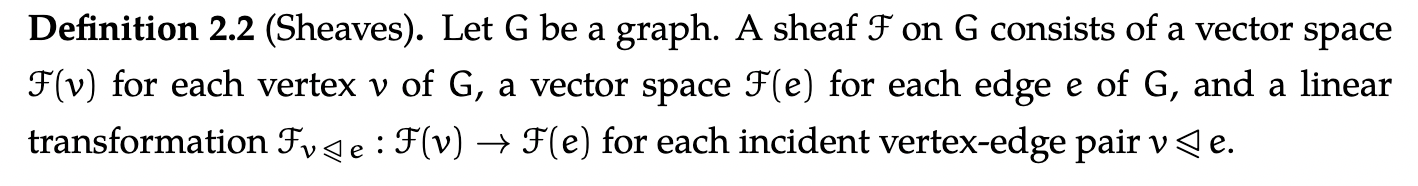 Definition 2.2 (Sheaves). Let G be a graph. A sheaf ℱ on G consists of a vector space
ℱ(v) for each vertex v of G, a vector space ℱ(e) for each edge e of G, and a linear
transformation ℱ_{v ⊴ e} : ℱ(v) → ℱ(e) for each incident vertex-edge pair v ⊴ e.